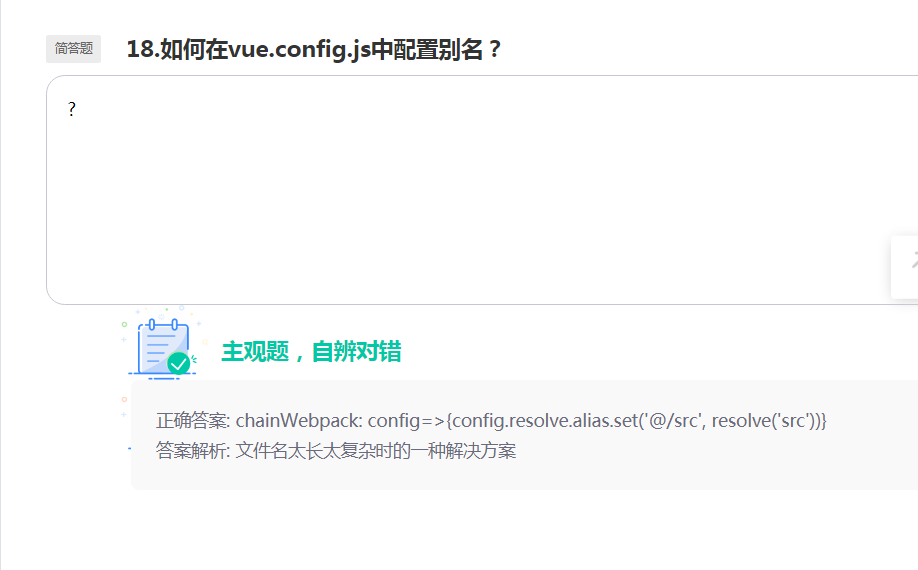 简答题
18.如何在vue.config.js中配置别名？
?
主观题，自辨对错
正确答案: chainWebpack: config=>{config.resolve.alias.set('@/src', resolve('src'))}
答案解析: 文件名太长太复杂时的一种解决方案